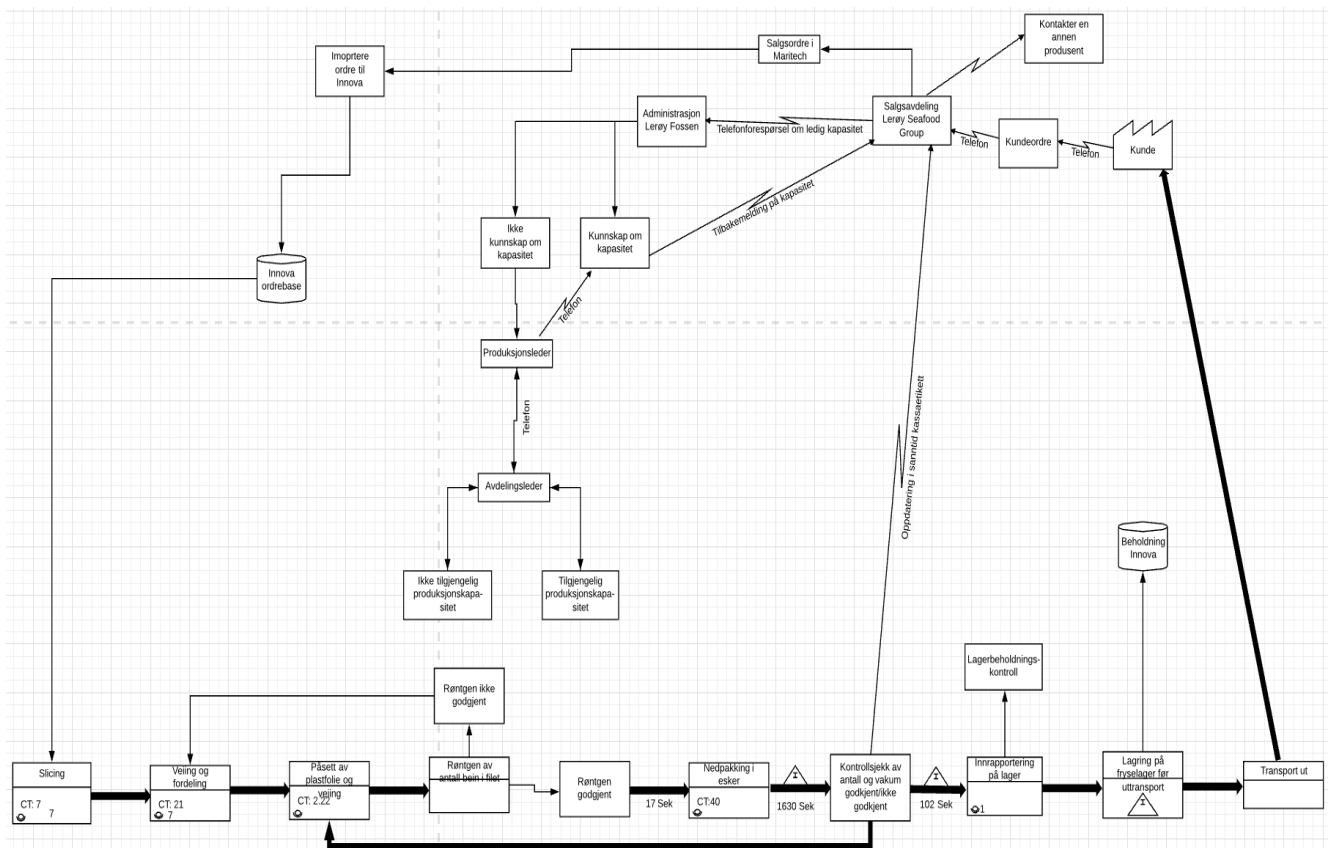 Kontakter en
annen
produsent
Salgsordre i
Maritech
Imoprtere
ordre til
Innova
Administrasjon
Lerøy Fossen
Telefonforespørsel om ledig kapasitet
Salgsavdeling
Lerøy Seafood
Group
Telefon
Kundeordre
Telefon
Kunde
Ikke
kunnskap om
kapasitet
Kunnskap om
kapasitet
Tilbakemelding på kapasitet
Innova
ordrebase
Telefon
Produksjonsleder
Telefon
Avdelingsleder
Oppdatering i sanntid kassaetikett
Ikke tilgjengelig
produksjonskapa-
sitet
Tilgjengelig
produksjonskapa-
sitet
Beholdning
Innova
Lagerbeholdnings-
kontroll
Røntgen ikke
godgjent
Slicing
CT: 7
7
Veiing og
fordeling
CT: 21
7
Påsett av
plastfolie og
veiing
CT: 2.22
Røntgen av
antall bein i filet
Røntgen
godgjent
17 Sek
Nedpakking i
esker
CT:40
I
1630 Sek
Kontrollsjekk av
antall og vakum
godkjent/ikke
godkjent
I
102 Sek
Innrapportering
på lager
1
Lagring på
fryselager før
uttransport
I
Transport ut